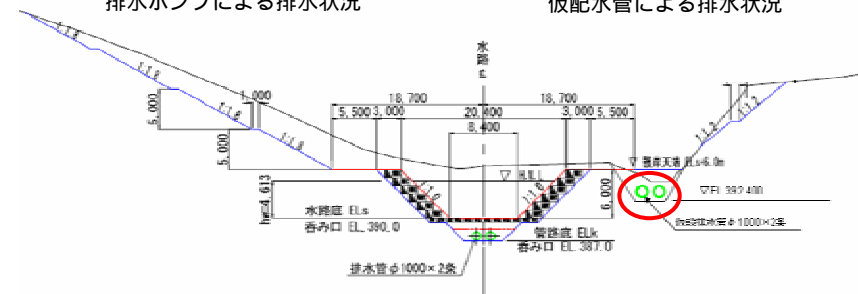 排水ポンプによる排水状況
仮配水管による排水状況
水路
1:1.8
1:1.8
1:1.8
1:1.8
1,000
5,000
5,000
18,700
18,700
5,500
3,000
20,400
3,000
5,500
8,400
1:1.2
1:1.2
▽ 護岸天端 ELs+6.0m
▽ H.W.L
hw=4,613
1:1.0
1:1.0
6,000
▽EL.392.400
仮設排水管φ1000×2条
水路底 ELs
呑み口 EL.390.0
管路底 ELk
呑み口 EL.387.0
排水管φ1000×2条